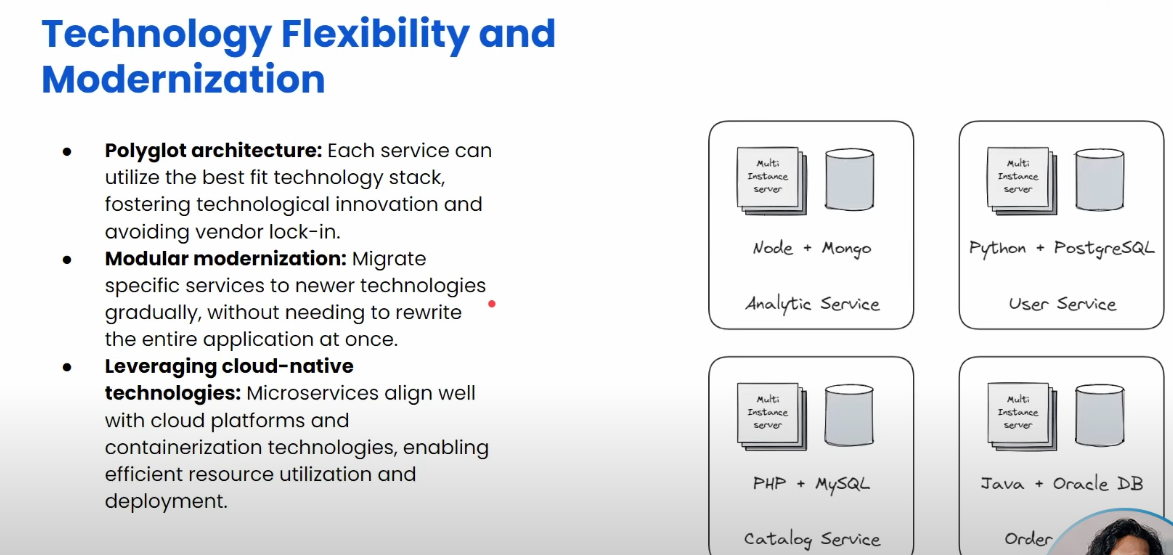 Technology Flexibility and
Modernization
● Polyglot architecture: Each service can
utilize the best fit technology stack,
fostering technological innovation and
avoiding vendor lock-in.
● Modular modernization: Migrate
specific services to newer technologies
gradually, without needing to rewrite
the entire application at once.
● Leveraging cloud-native
technologies: Microservices align well
with cloud platforms and
containerization technologies, enabling
efficient resource utilization and
deployment.
Multi
Instance
server
Node + Mongo
Analytic Service
Multi
Instance
server
Python + PostgreSQL
User Service
Multi
Instance
server
PHP + MySQL
Catalog Service
Multi
Instance
server
Java + Oracle DB
Order